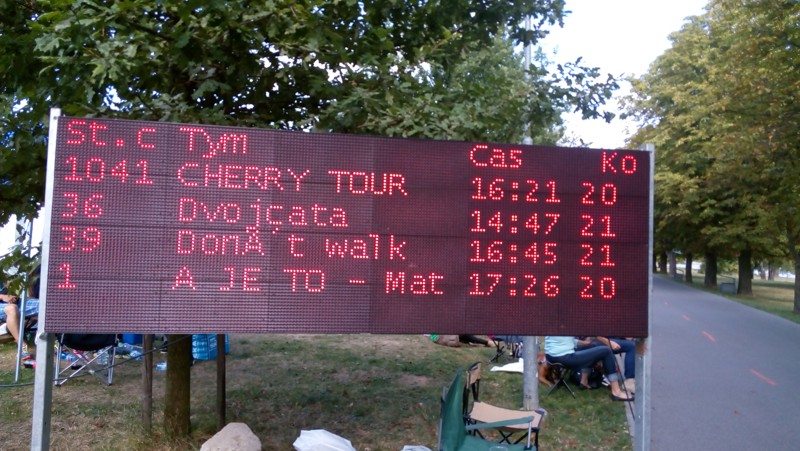 St.c Tym Cas Ko
1041 CHERRY TOUR 16:21 20
36 Dvojçata 14:47 21
39 DonÄ t walk 16:45 21
1 A JE TO - Mat 17:26 20